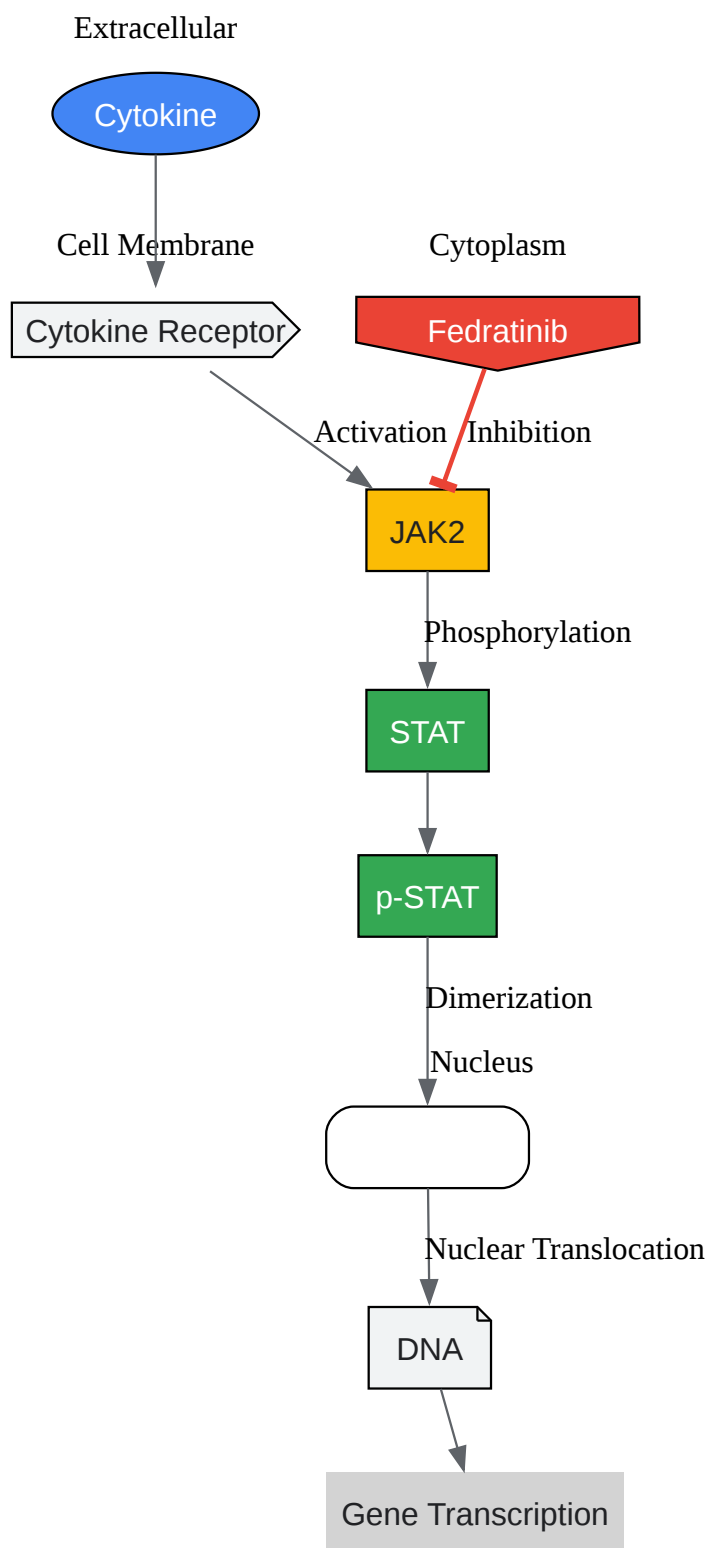 Extracellular
Cytokine
Cell Membrane
Cytoplasm
Cytokine Receptor
Fedratinib
Activation
Inhibition
JAK2
Phosphorylation
STAT
p-STAT
Dimerization
Nucleus
Nuclear Translocation
DNA
Gene Transcription